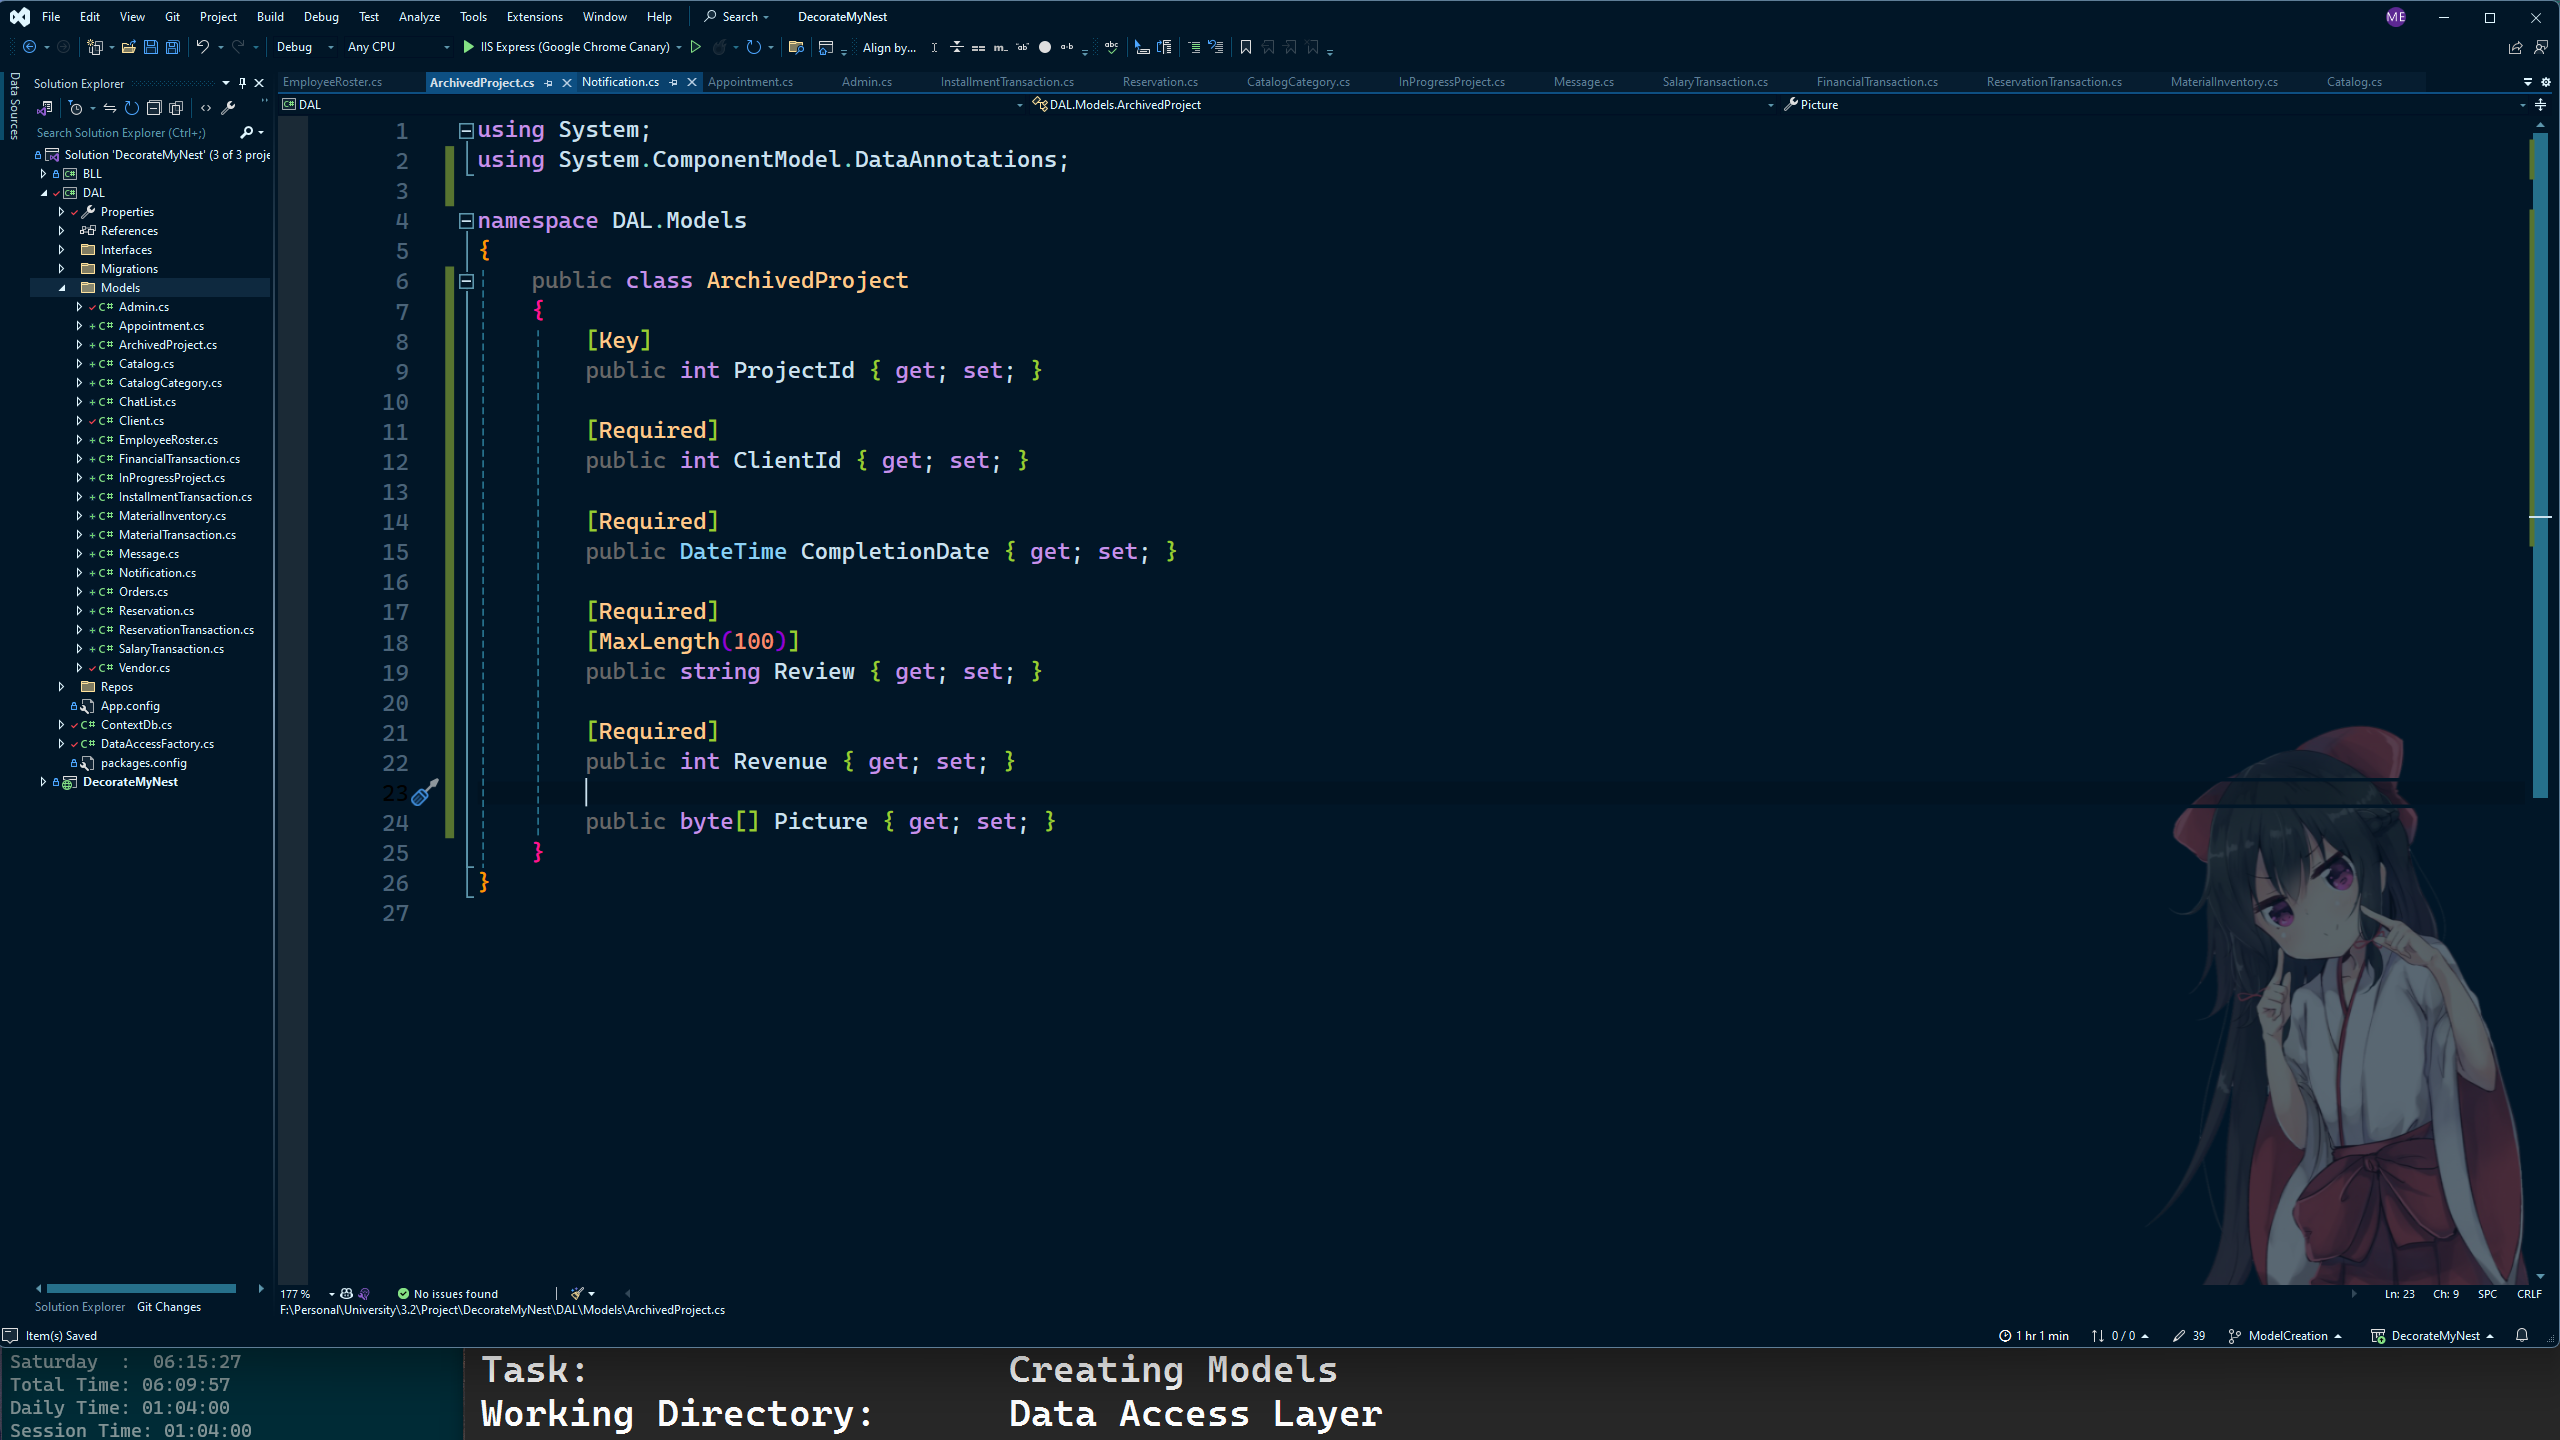 File Edit View Git Project Build Debug Test Analyze Tools Extensions Window Help Search DecorateMyNest ME
Debug Any CPU IIS Express (Google Chrome Canary) Align by...
Data Sources
Solution Explorer
Search Solution Explorer (Ctrl+;)
Solution 'DecorateMyNest' (3 of 3 proje
BLL
DAL
Properties
References
Interfaces
Migrations
Models
Admin.cs
Appointment.cs
ArchivedProject.cs
Catalog.cs
CatalogCategory.cs
ChatList.cs
Client.cs
EmployeeRoster.cs
FinancialTransaction.cs
InProgressProject.cs
InstallmentTransaction.cs
MaterialInventory.cs
MaterialTransaction.cs
Message.cs
Notification.cs
Orders.cs
Reservation.cs
ReservationTransaction.cs
SalaryTransaction.cs
Vendor.cs
Repos
App.config
ContextDb.cs
DataAccessFactory.cs
packages.config
DecorateMyNest
Solution Explorer Git Changes
EmployeeRoster.cs ArchivedProject.cs Notification.cs Appointment.cs Admin.cs InstallmentTransaction.cs Reservation.cs CatalogCategory.cs InProgressProject.cs Message.cs SalaryTransaction.cs FinancialTransaction.cs ReservationTransaction.cs MaterialInventory.cs Catalog.cs
DAL DAL.Models.ArchivedProject Picture
1 using System;
2 using System.ComponentModel.DataAnnotations;
3
4 namespace DAL.Models
5 {
6 public class ArchivedProject
7 {
8 [Key]
9 public int ProjectId { get; set; }
10
11 [Required]
12 public int ClientId { get; set; }
13
14 [Required]
15 public DateTime CompletionDate { get; set; }
16
17 [Required]
18 [MaxLength(100)]
19 public string Review { get; set; }
20
21 [Required]
22 public int Revenue { get; set; }
23
24 public byte[] Picture { get; set; }
25 }
26 }
27
177 % No issues found Ln: 23 Ch: 9 SPC CRLF
F:\Personal\University\3.2\Project\DecorateMyNest\DAL\Models\ArchivedProject.cs
Item(s) Saved 1 hr 1 min 0 / 0 39 ModelCreation DecorateMyNest
Saturday : 06:15:27
Total Time: 06:09:57
Daily Time: 01:04:00
Session Time: 01:04:00
Task: Creating Models
Working Directory: Data Access Layer